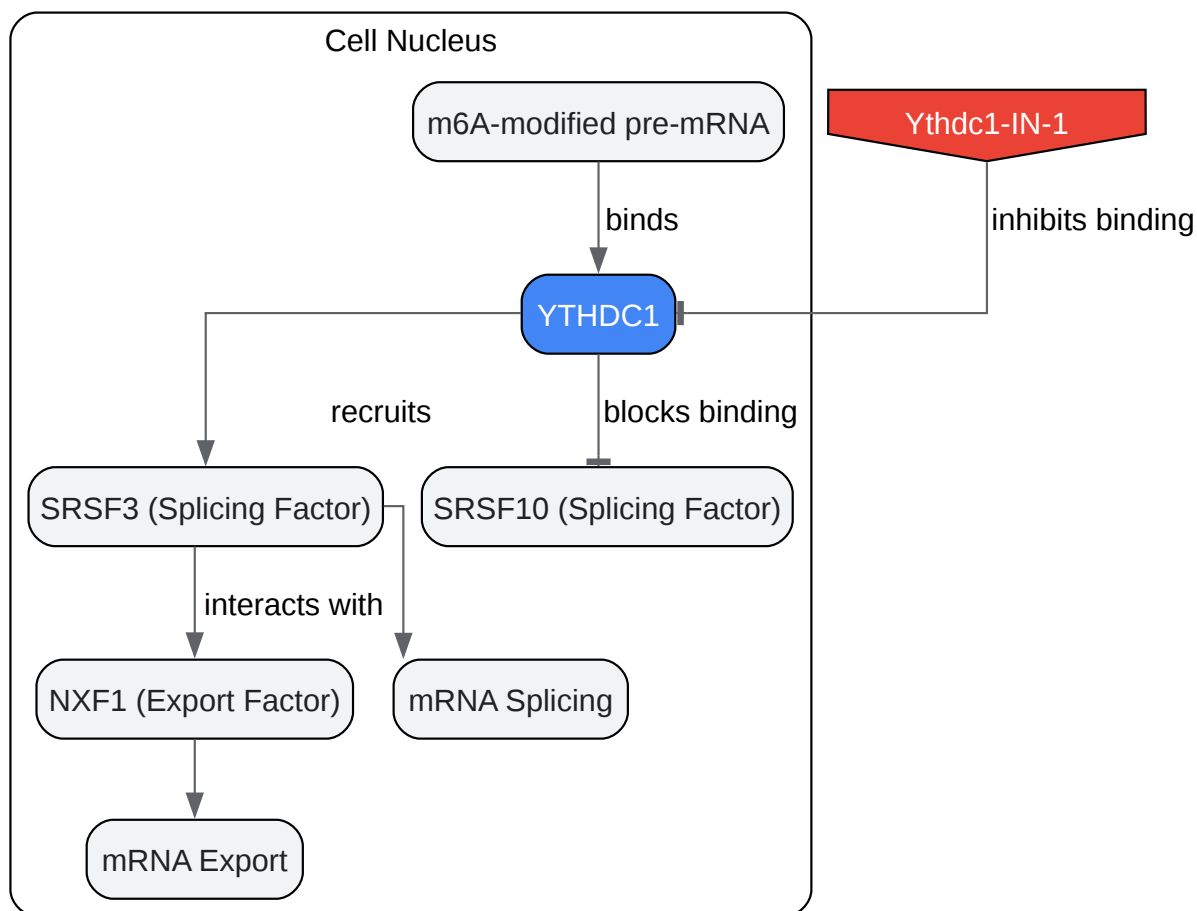 Cell Nucleus
m6A-modified pre-mRNA
Ythdc1-IN-1
binds
inhibits binding
YTHDC1
recruits
blocks binding
SRSF3 (Splicing Factor)
SRSF10 (Splicing Factor)
interacts with
NXF1 (Export Factor)
mRNA Splicing
mRNA Export